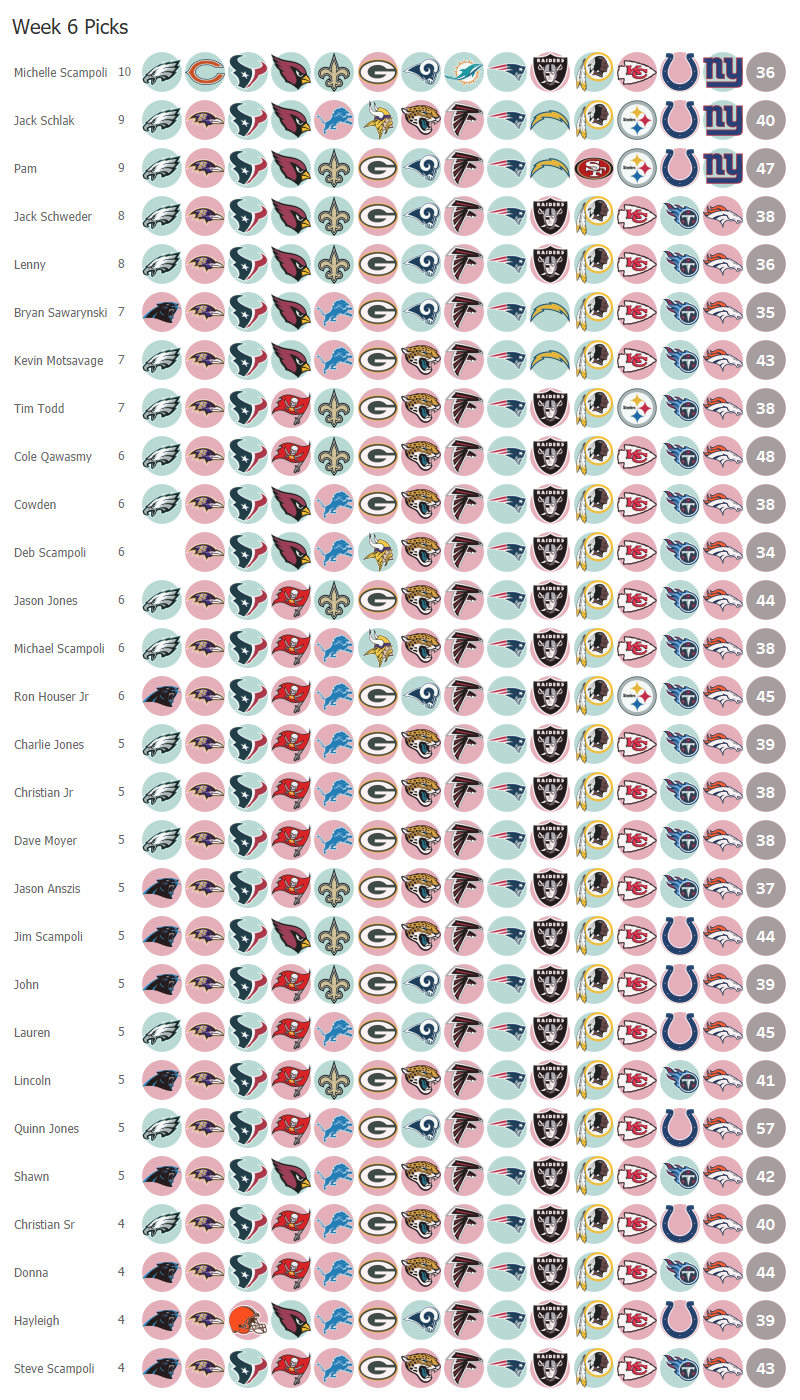 Week 6 Picks
Michelle Scampoli 10 36
Jack Schlak 9 40
Pam 9 47
Jack Schweder 8 38
Lenny 8 36
Bryan Sawarynski 7 35
Kevin Motsavage 7 43
Tim Todd 7 38
Cole Qawasmy 6 48
Cowden 6 38
Deb Scampoli 6 34
Jason Jones 6 44
Michael Scampoli 6 38
Ron Houser Jr 6 45
Charlie Jones 5 39
Christian Jr 5 38
Dave Moyer 5 38
Jason Anszis 5 37
Jim Scampoli 5 44
John 5 39
Lauren 5 45
Lincoln 5 41
Quinn Jones 5 57
Shawn 5 42
Christian Sr 4 40
Donna 4 44
Hayleigh 4 39
Steve Scampoli 4 43